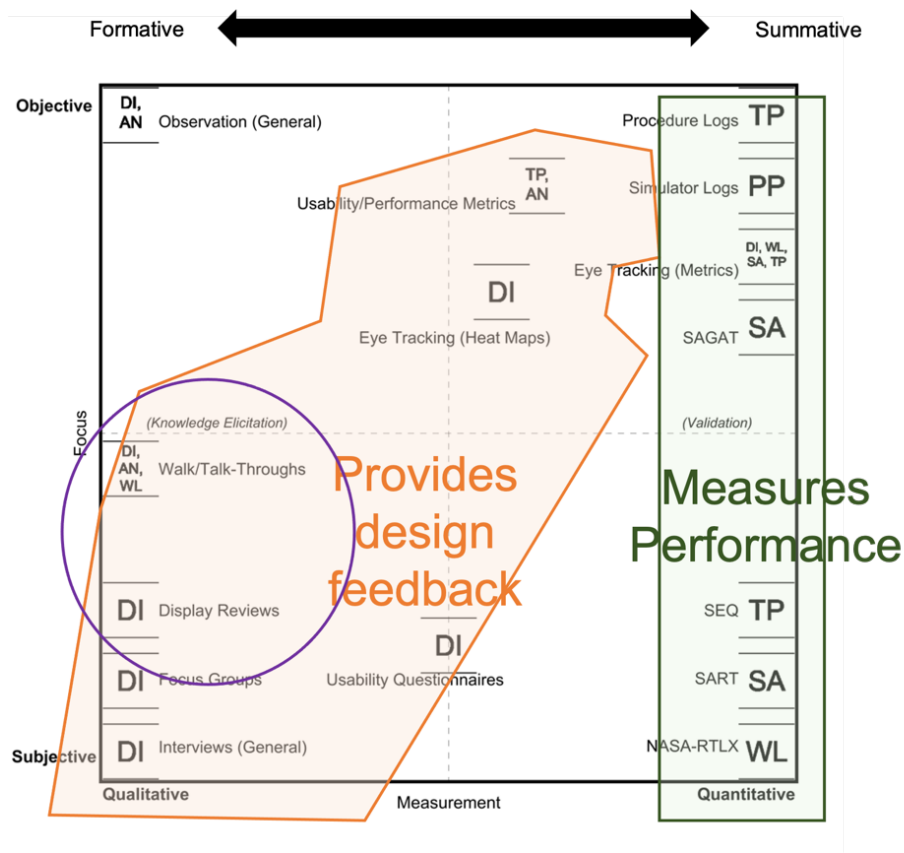 Formative
Summative
Objective
DI,
AN
Observation (General)
Procedure Logs
TP
Usability/Performance Metrics
TP,
AN
Simulator Logs
PP
Eye Tracking (Metrics)
DI, WL,
SA, TP
DI
Eye Tracking (Heat Maps)
SAGAT
SA
Focus
(Knowledge Elicitation)
(Validation)
DI,
AN,
WL
Walk/Talk-Throughs
Provides
design
feedback
Measures
Performance
DI
Display Reviews
SEQ
TP
DI
Usability Questionnaires
DI
Focus Groups
SART
SA
Subjective
DI
Interviews (General)
NASA-RTLX
WL
Qualitative
Measurement
Quantitative